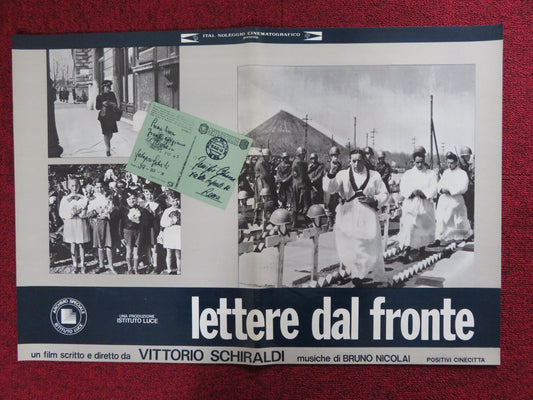 ITAL NOLEGGIO CINEMATOGRAFICO
presenta
ARCHIVIO SPECIALE
ISTITUTO LUCE
UNA PRODUZIONE
ISTITUTO LUCE
lettere dal fronte
un film scritto e diretto da VITTORIO SCHIRALDI musiche di BRUNO NICOLAI POSITIVI CINECITTÀ